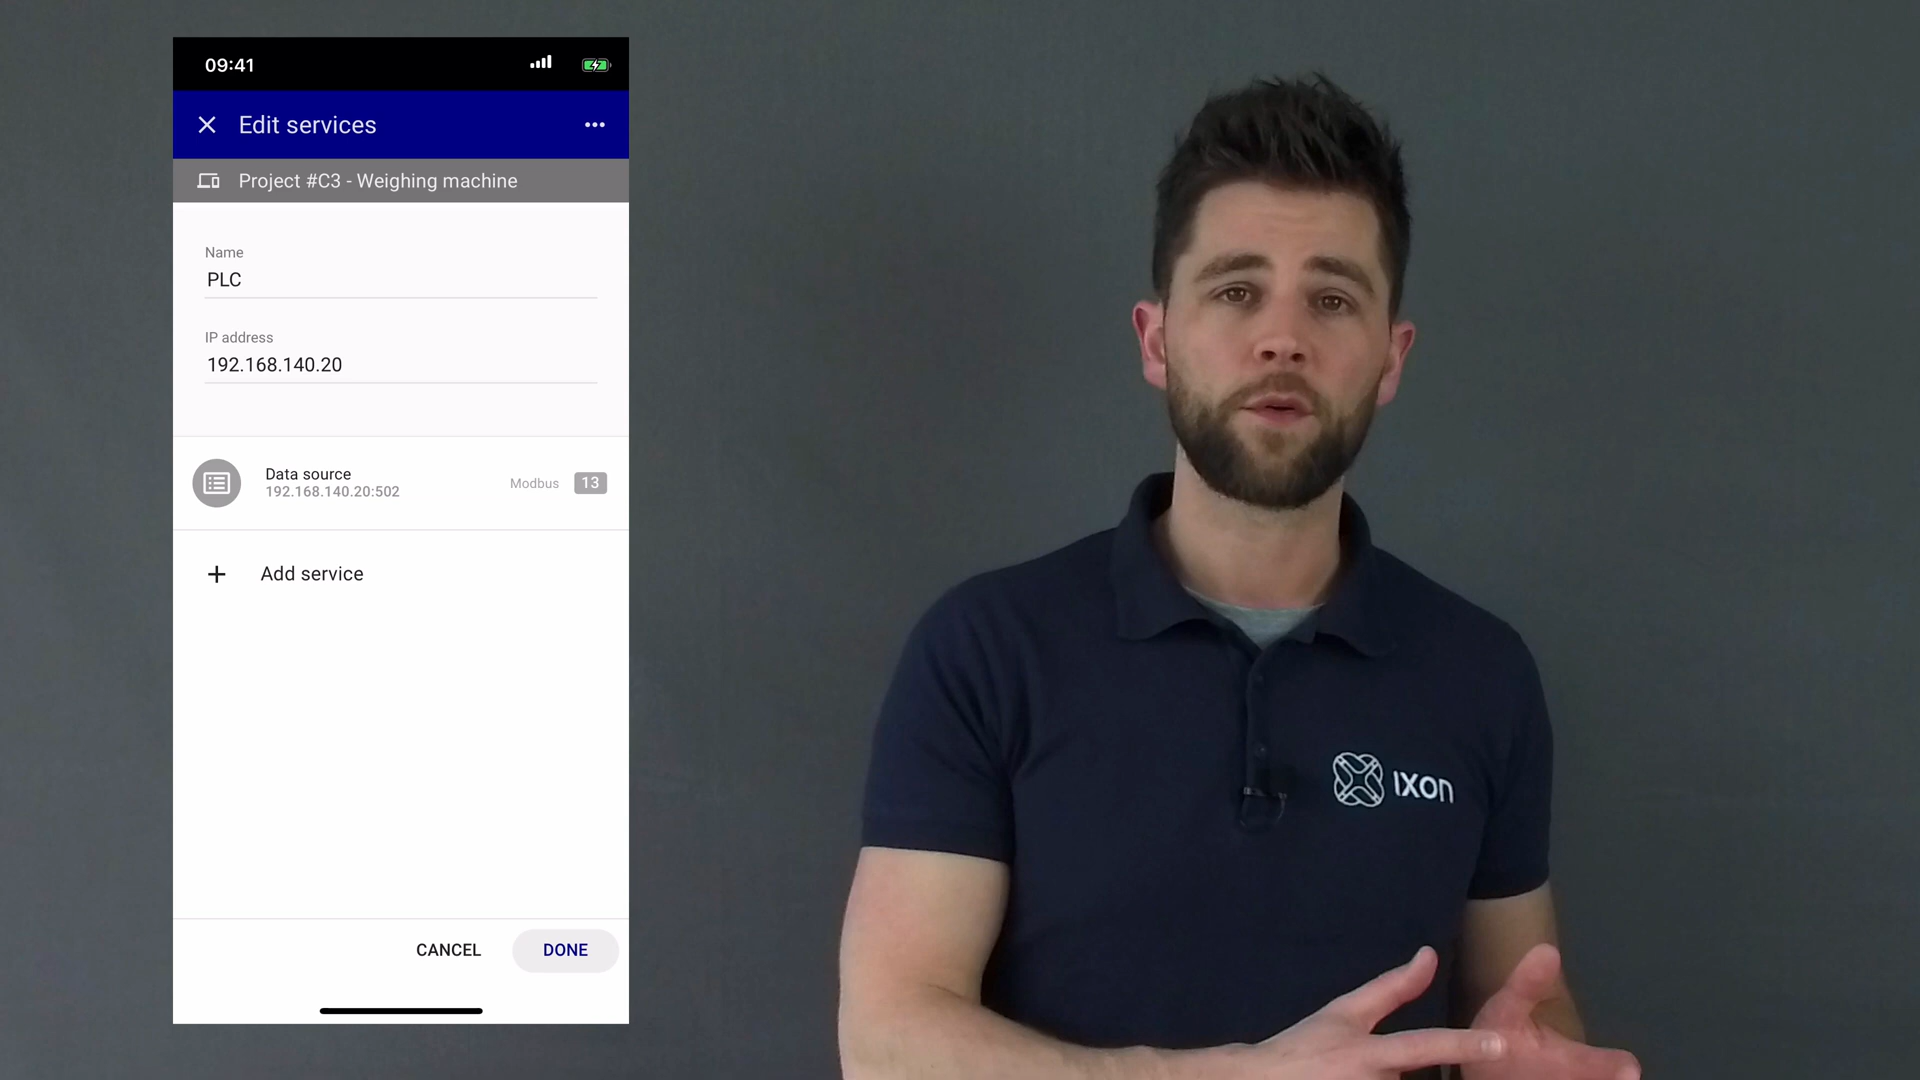 09:41
Edit services
Project #C3 - Weighing machine
Name
PLC
IP address
192.168.140.20
Data source
192.168.140.20:502
Modbus
13
Add service
CANCEL
DONE
IXON